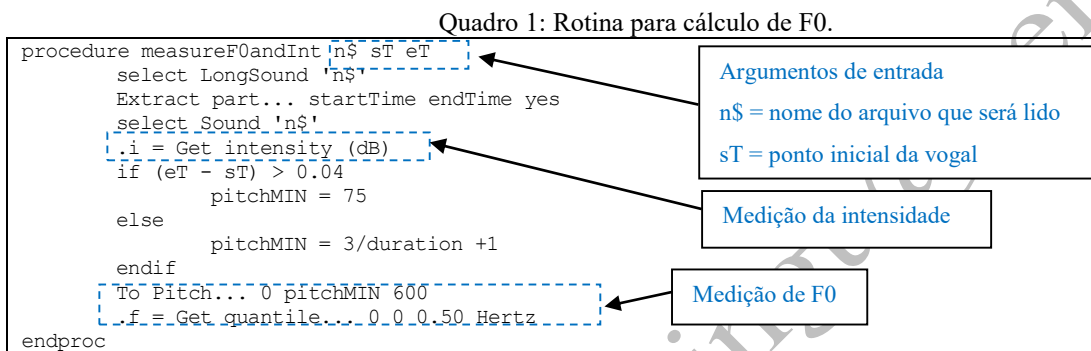 Quadro 1: Rotina para cálculo de F0.
procedure measureF0andInt n$ sT eT
select LongSound 'n$'
Extract part... startTime endTime yes
select Sound 'n$'
.i = Get intensity (dB)
if (eT - sT) > 0.04
pitchMIN = 75
else
pitchMIN = 3/duration +1
endif
To Pitch... 0 pitchMIN 600
.f = Get quantile... 0 0 0.50 Hertz
endproc
Argumentos de entrada
n$ = nome do arquivo que será lido
sT = ponto inicial da vogal
Medição da intensidade
Medição de F0